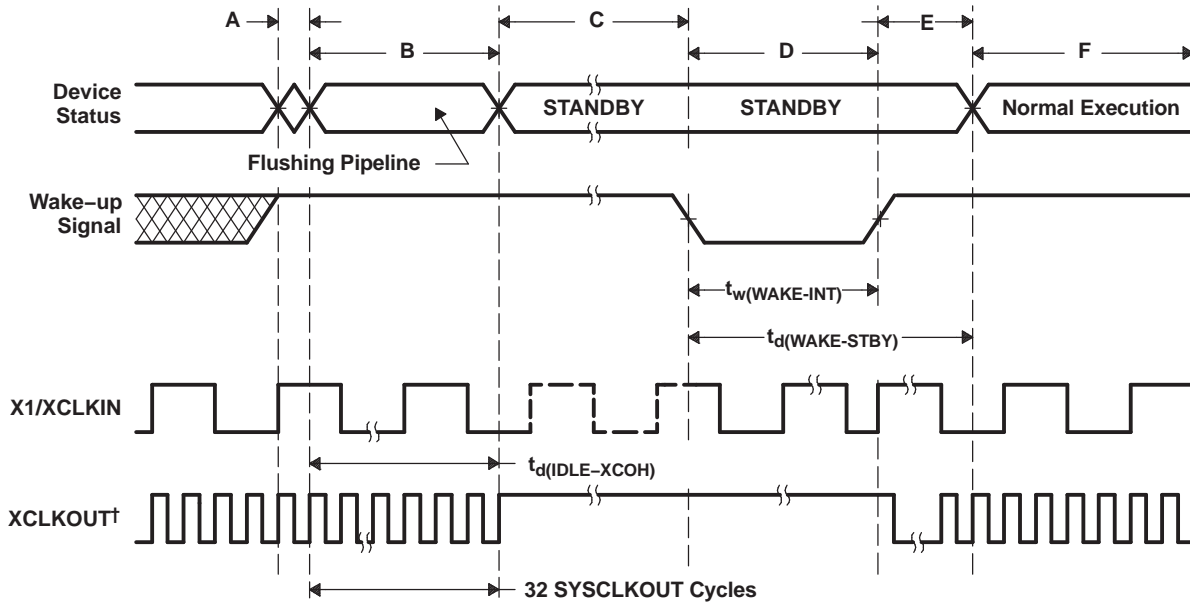 A
C
E
B
D
F
Device
Status
STANDBY
STANDBY
Normal Execution
Flushing Pipeline
Wake–up
Signal
tw(WAKE-INT)
td(WAKE-STBY)
X1/XCLKIN
td(IDLE–XCOH)
XCLKOUT†
32 SYSCLKOUT Cycles